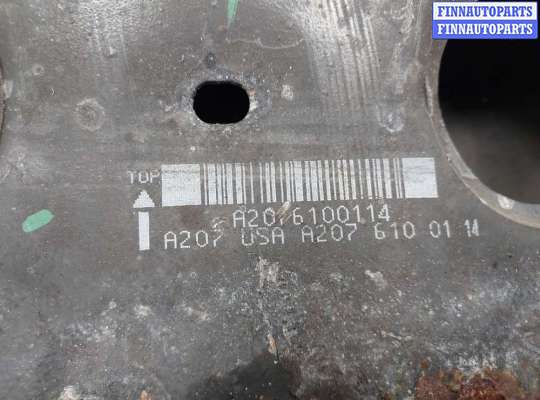 FINNAUTOPARTS
FINNAUTOPARTS
TOP
A2076100114
A207 USA A207 610 01 14